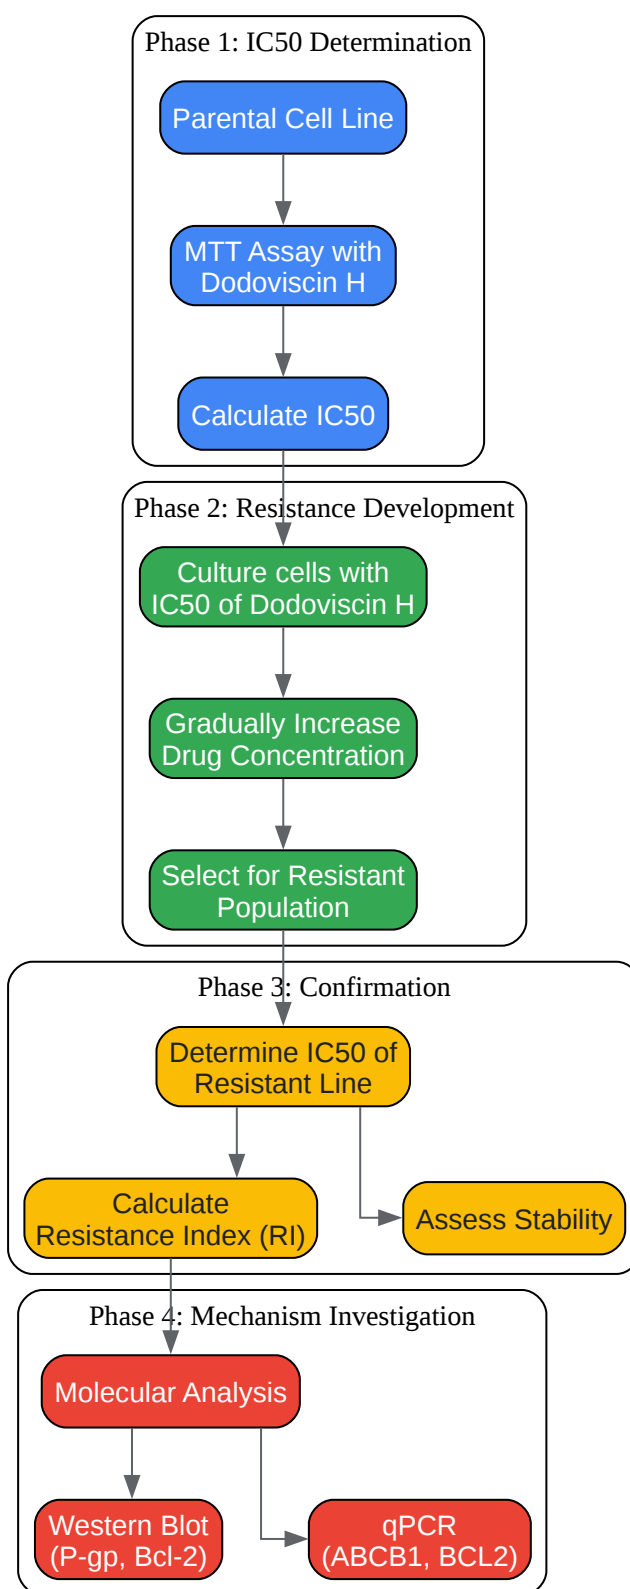 Phase 1: IC50 Determination
Parental Cell Line
MTT Assay with
Dodoviscin H
Calculate IC50
Phase 2: Resistance Development
Culture cells with
IC50 of Dodoviscin H
Gradually Increase
Drug Concentration
Select for Resistant
Population
Phase 3: Confirmation
Determine IC50 of
Resistant Line
Calculate
Resistance Index (RI)
Assess Stability
Phase 4: Mechanism Investigation
Molecular Analysis
Western Blot
(P-gp, Bcl-2)
qPCR
(ABCB1, BCL2)